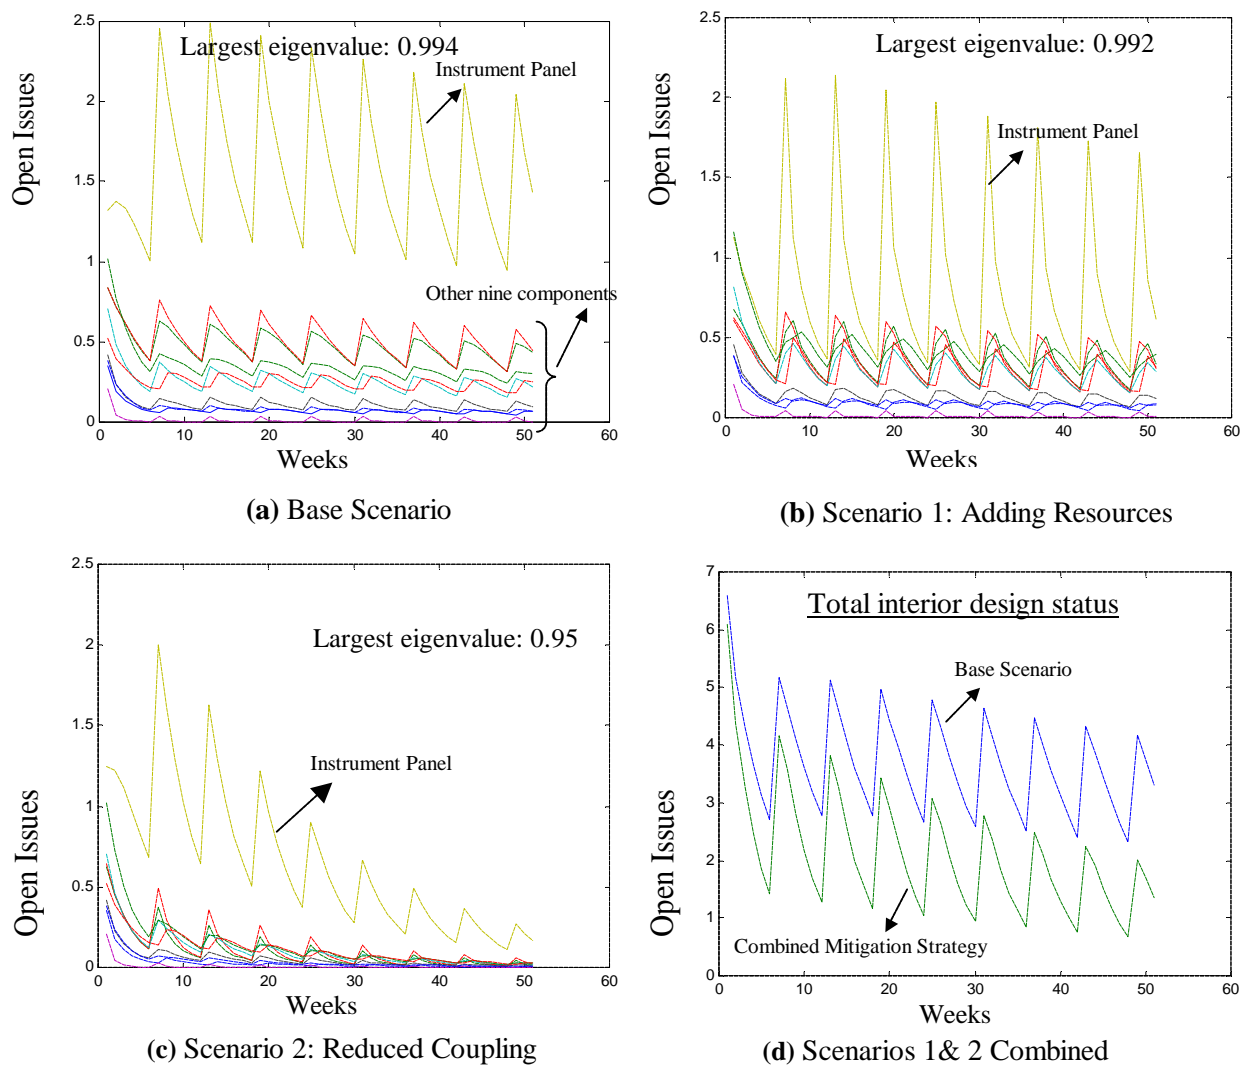 2.5
2
1.5
1
0.5
0
0
10
20
30
40
50
60
Largest eigenvalue: 0.994
Instrument Panel
Other nine components
Open Issues
Weeks
(a) Base Scenario
2.5
2
1.5
1
0.5
0
0
10
20
30
40
50
60
Largest eigenvalue: 0.992
Instrument Panel
Open Issues
Weeks
(b) Scenario 1: Adding Resources
2.5
2
1.5
1
0.5
0
0
10
20
30
40
50
60
Largest eigenvalue: 0.95
Instrument Panel
Open Issues
Weeks
(c) Scenario 2: Reduced Coupling
7
6
5
4
3
2
1
0
0
10
20
30
40
50
60
Total interior design status
Base Scenario
Combined Mitigation Strategy
Open Issues
Weeks
(d) Scenarios 1& 2 Combined